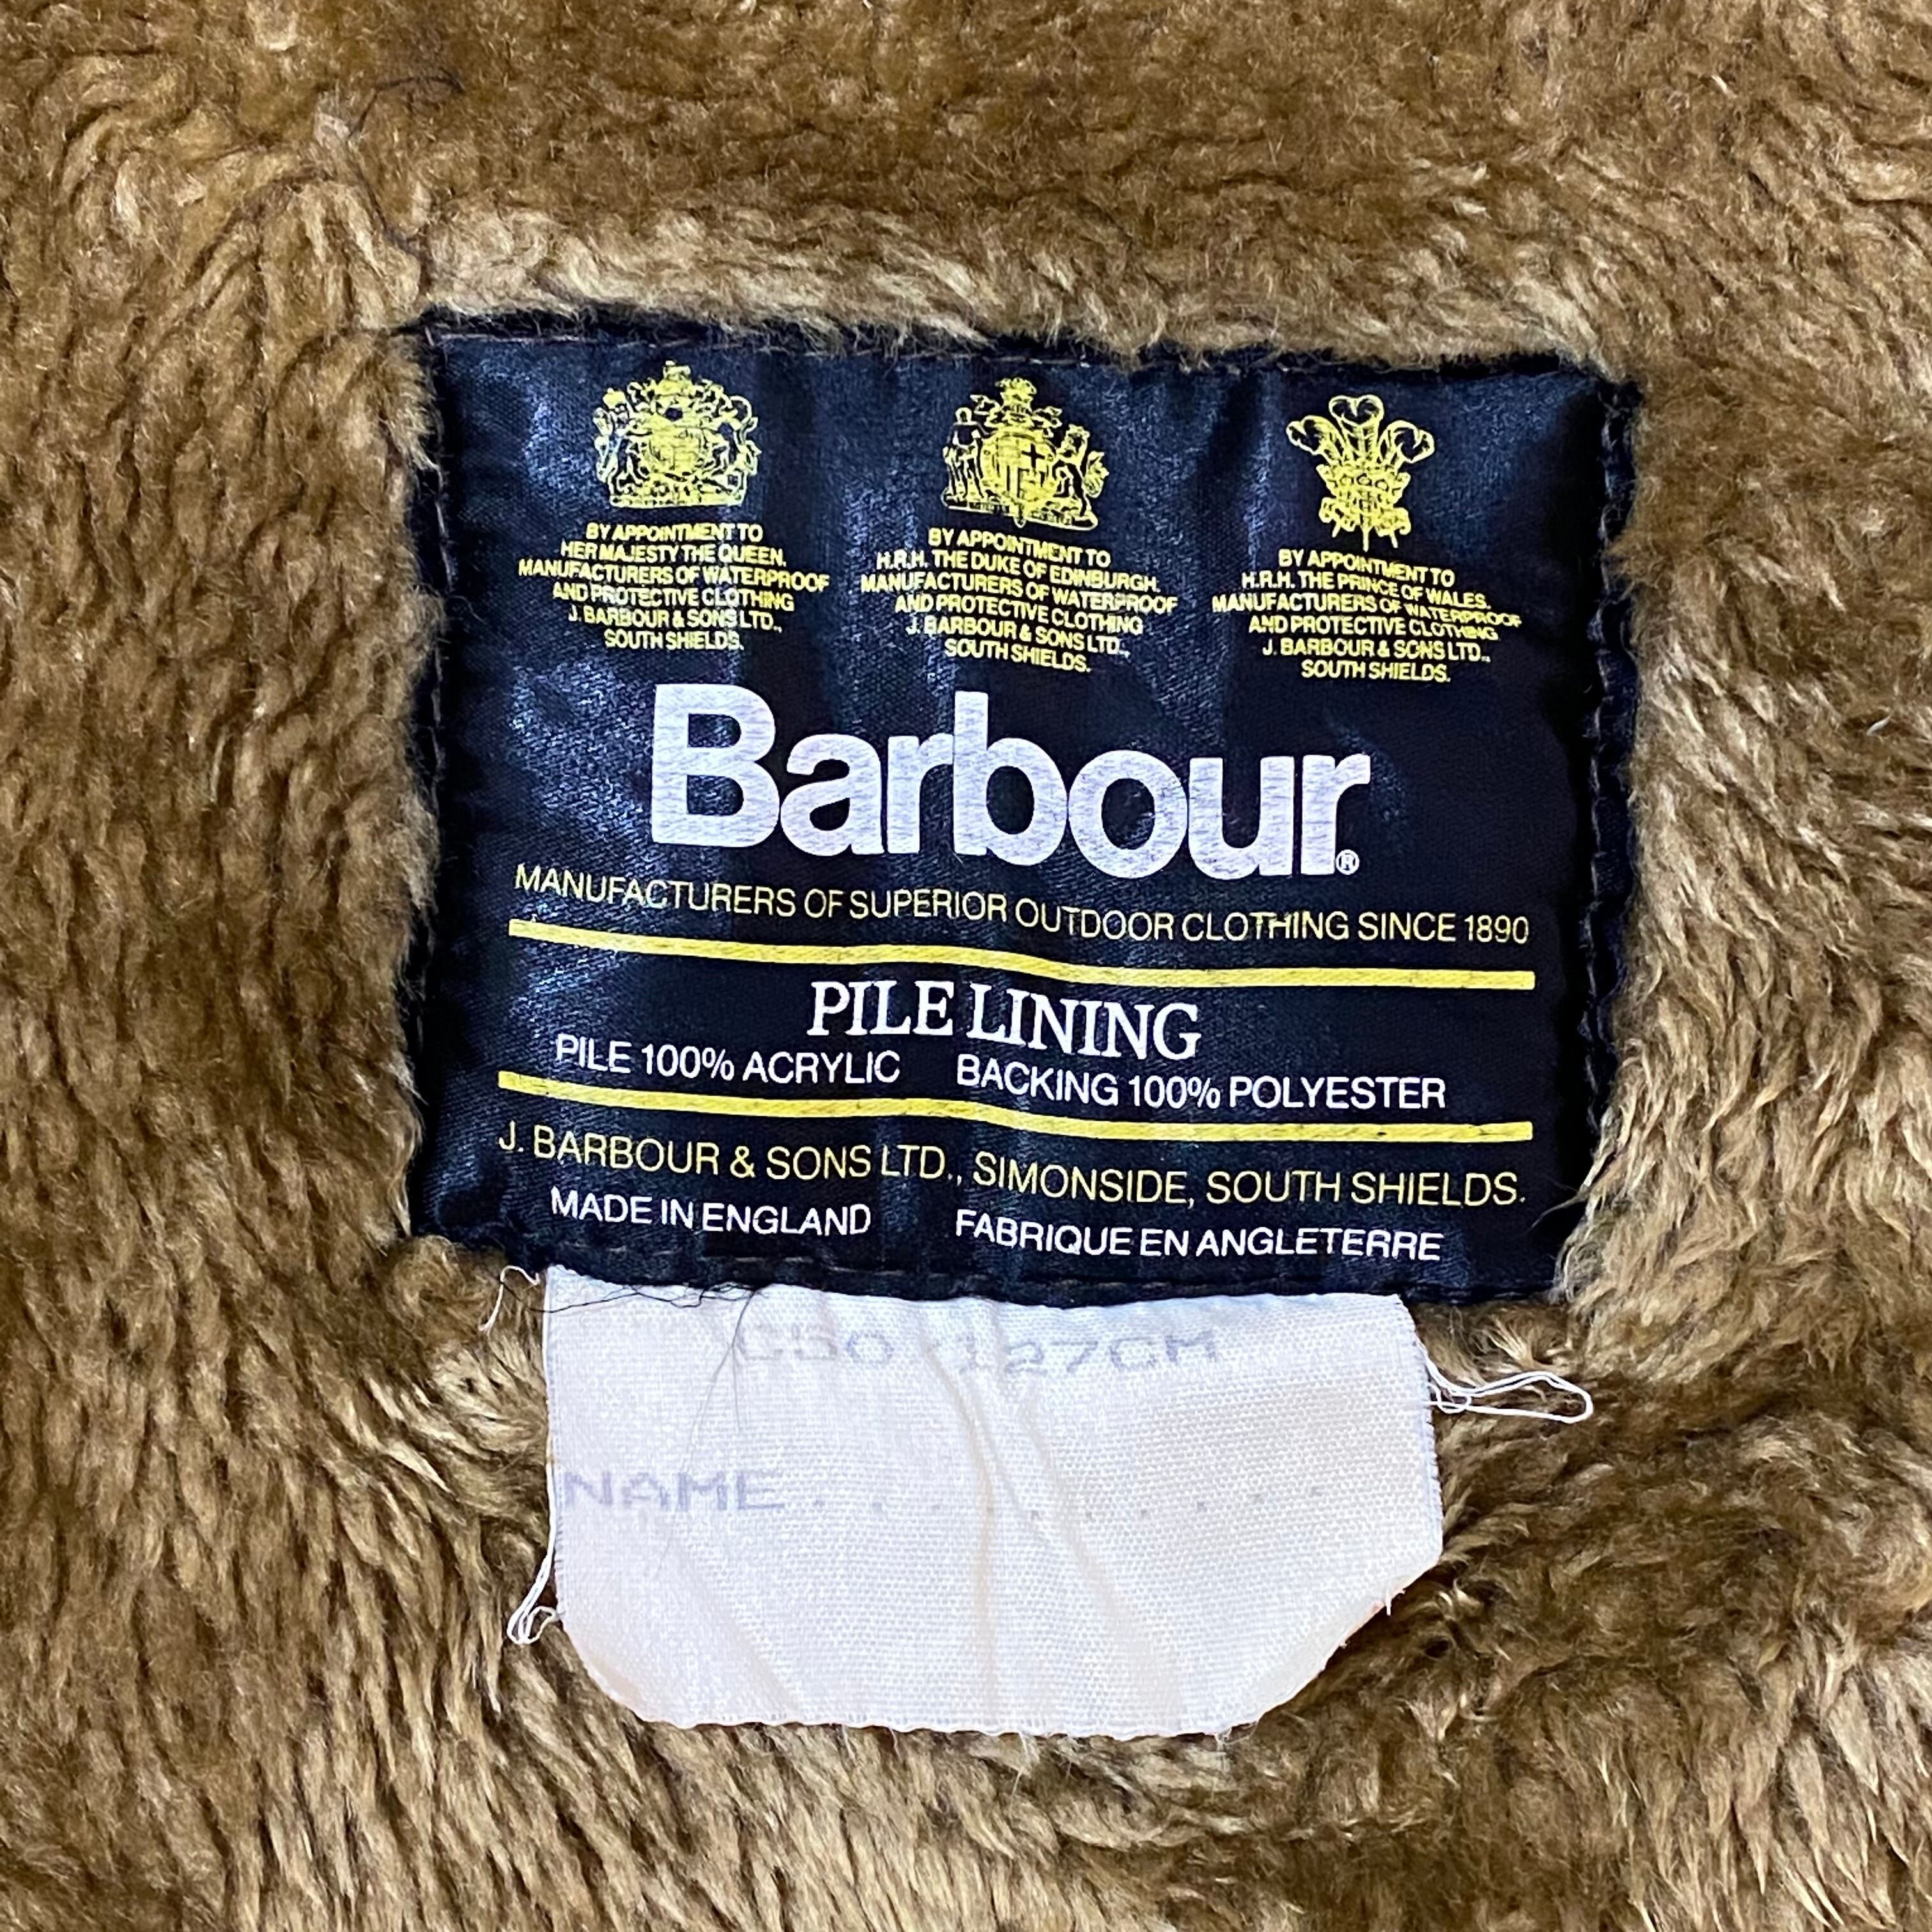 BY APPOINTMENT TO
HER MAJESTY THE QUEEN.
MANUFACTURERS OF WATERPROOF
AND PROTECTIVE CLOTHING
J. BARBOUR & SONS LTD.,
SOUTH SHIELDS.
BY APPOINTMENT TO
H.R.H. THE DUKE OF EDINBURGH.
MANUFACTURERS OF WATERPROOF
AND PROTECTIVE CLOTHING
J. BARBOUR & SONS LTD.,
SOUTH SHIELDS.
BY APPOINTMENT TO
H.R.H. THE PRINCE OF WALES.
MANUFACTURERS OF WATERPROOF
AND PROTECTIVE CLOTHING
J. BARBOUR & SONS LTD.,
SOUTH SHIELDS.
Barbour®
MANUFACTURERS OF SUPERIOR OUTDOOR CLOTHING SINCE 1890
PILE LINING
PILE 100% ACRYLIC BACKING 100% POLYESTER
J. BARBOUR & SONS LTD., SIMONSIDE, SOUTH SHIELDS.
MADE IN ENGLAND FABRIQUE EN ANGLETERRE
C50 127CM
NAME . . . . . . . . . .